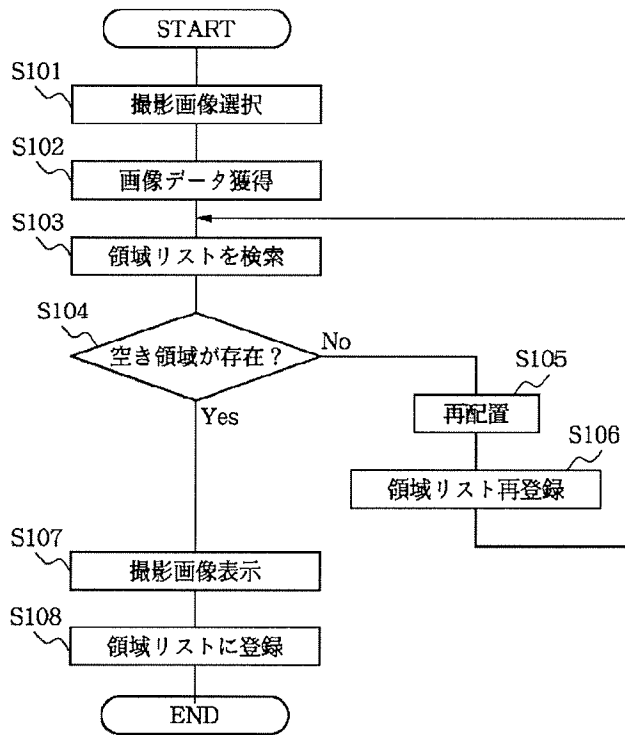 START
S101
撮影画像選択
S102
画像データ獲得
S103
領域リストを検索
S104
空き領域が存在?
No
Yes
S105
再配置
S106
領域リスト再登録
S107
撮影画像表示
S108
領域リストに登録
END